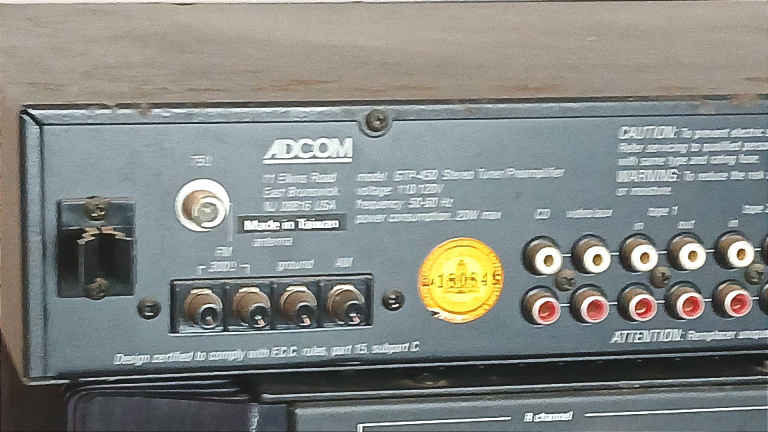 ADCOM
11 Elkins Road
East Brunswick
NJ 08816 USA
Made in Taiwan
model GTP-450 Stereo Tuner/Preamplifier
voltage 110/120V
frequency 50-60 Hz
power consumption 20W max
75Ω
antenna
FM
300Ω
ground
AM
Design certified to comply with F.C.C. rules, part 15, subpart C
CAUTION: To prevent electric
Refer servicing to qualified
with same type and rating fuse.
WARNING: To reduce the risk
or moisture.
CD
video/aux
tape 1
in
out
in
ATTENTION:
R channel